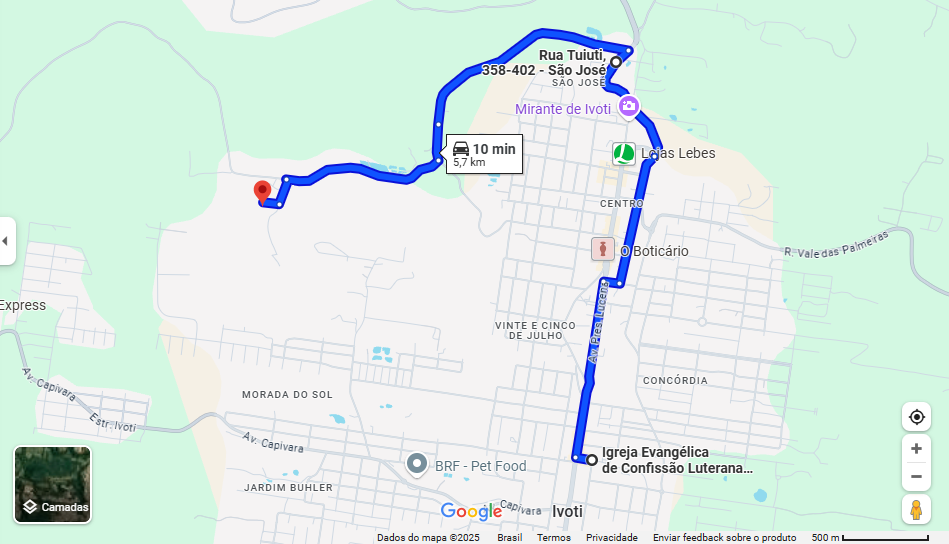 Rua Tuiuti,
358-402 - São José
SÃO JOSÉ
Mirante de Ivoti
10 min
5,7 km
Lojas Lebes
CENTRO
O Boticário
R. Vale das Palmeiras
Express
Av. Pres. Lucena
VINTE E CINCO
DE JULHO
CONCÓRDIA
Av. Capivara
Estr. Ivoti
MORADA DO SOL
Av. Capivara
Igreja Evangélica
de Confissão Luterana...
BRF - Pet Food
JARDIM BUHLER
Capivara
Camadas
Google
Ivoti
Dados do mapa ©2025 Brasil Termos Privacidade Enviar feedback sobre o produto 500 m